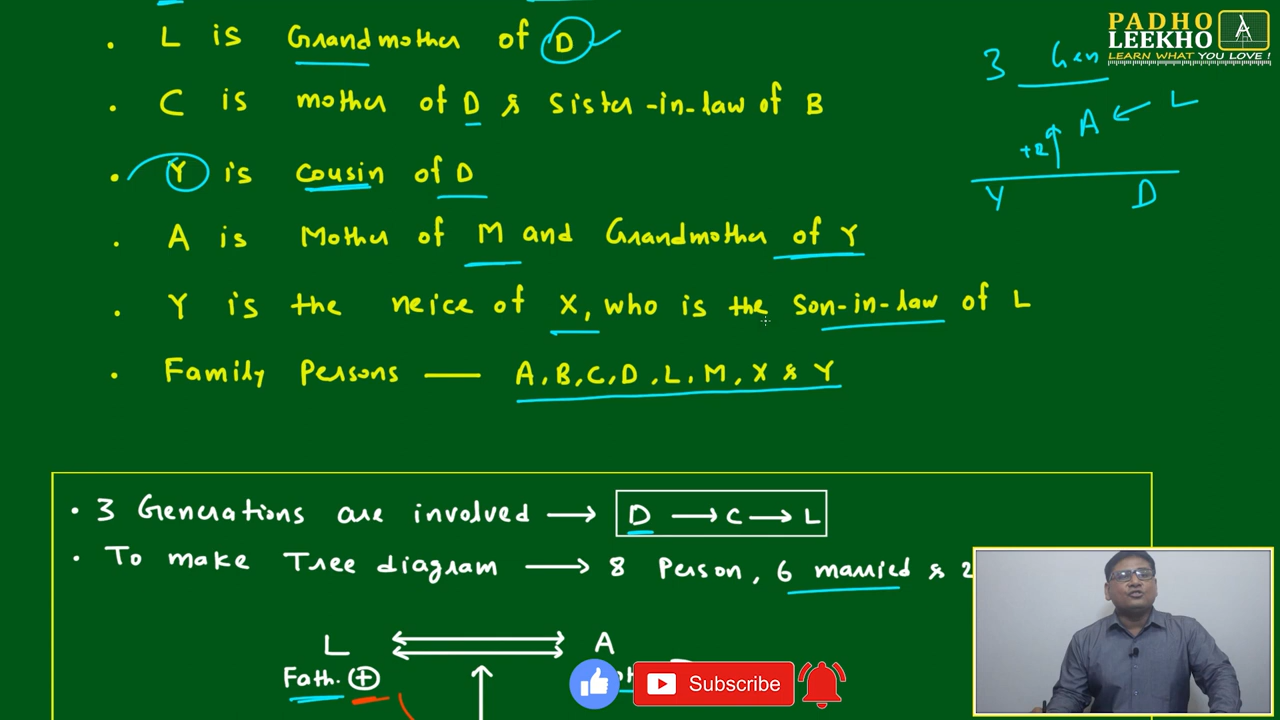 PADHO
LEEKHO
LEARN WHAT YOU LOVE !
• L is Grandmother of D
• C is mother of D & Sister-in-law of B
• Y is cousin of D
• A is Mother of M and Grandmother of Y
• Y is the neice of X, who is the Son-in-law of L
• Family Persons — A, B, C, D, L, M, X & Y
3 Gen
A ← L
+2
Y D
• 3 Generations are involved → D → C → L
• To make Tree diagram → 8 Person, 6 married & 2
L A
Fath. +
Subscribe